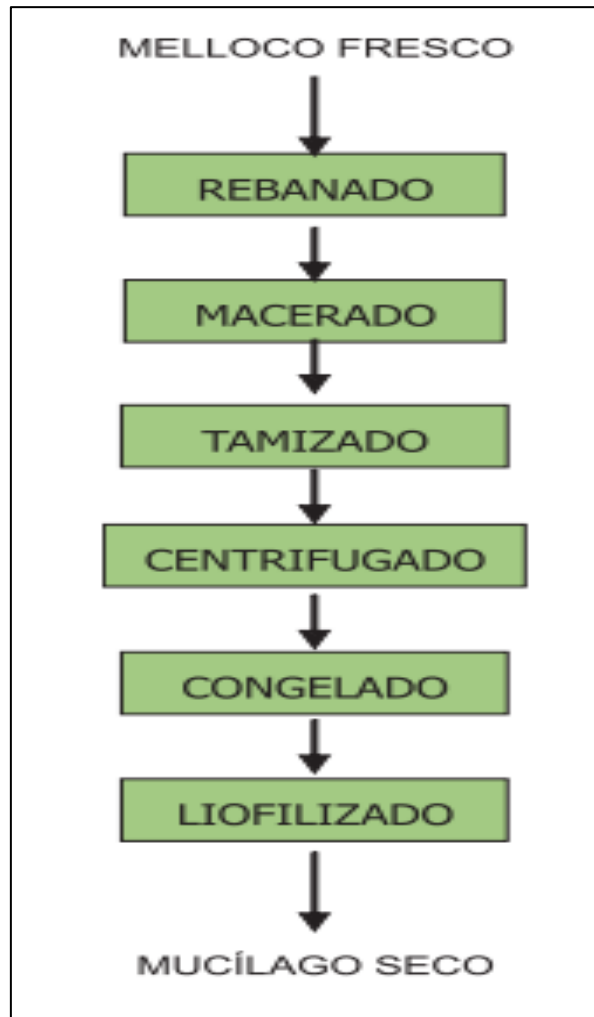 MELLOCO FRESCO
REBANADO
MACERADO
TAMIZADO
CENTRIFUGADO
CONGELADO
LIOFILIZADO
MUCÍLAGO SECO